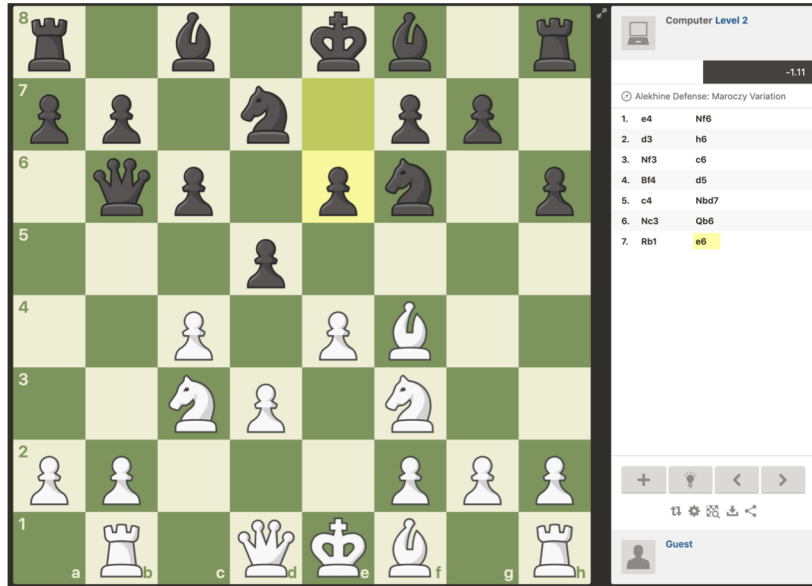 8
7
6
5
4
3
2
1
a b c d e f g h
Computer Level 2
-1.11
Alekhine Defense: Maroczy Variation
1. e4 Nf6
2. d3 h6
3. Nf3 c6
4. Bf4 d5
5. c4 Nbd7
6. Nc3 Qb6
7. Rb1 e6
Guest